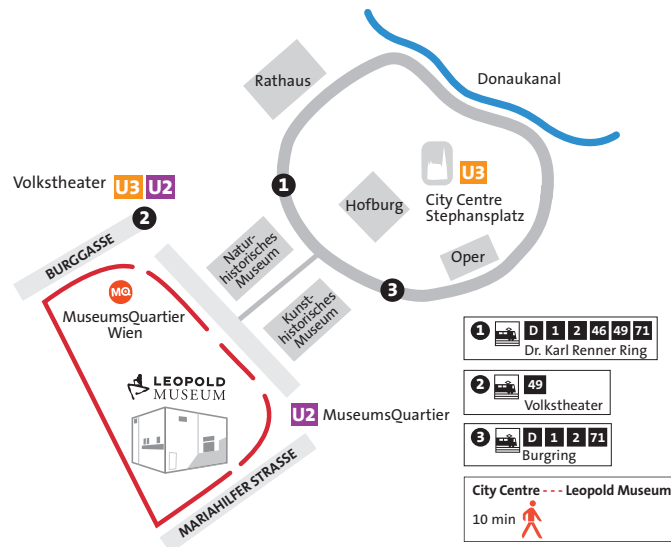 Rathaus
Donaukanal
Volkstheater U3 U2
1
U3
City Centre
Stephansplatz
Hofburg
2
BURGGASSE
Natur-
historisches
Museum
Oper
3
MQ
MuseumsQuartier
Wien
Kunst-
historisches
Museum
LEOPOLD
MUSEUM
U2 MuseumsQuartier
MARIAHILFER STRASSE
1 D 1 2 46 49 71
Dr. Karl Renner Ring
2 49
Volkstheater
3 D 1 2 71
Burgring
City Centre ---- Leopold Museum
10 min